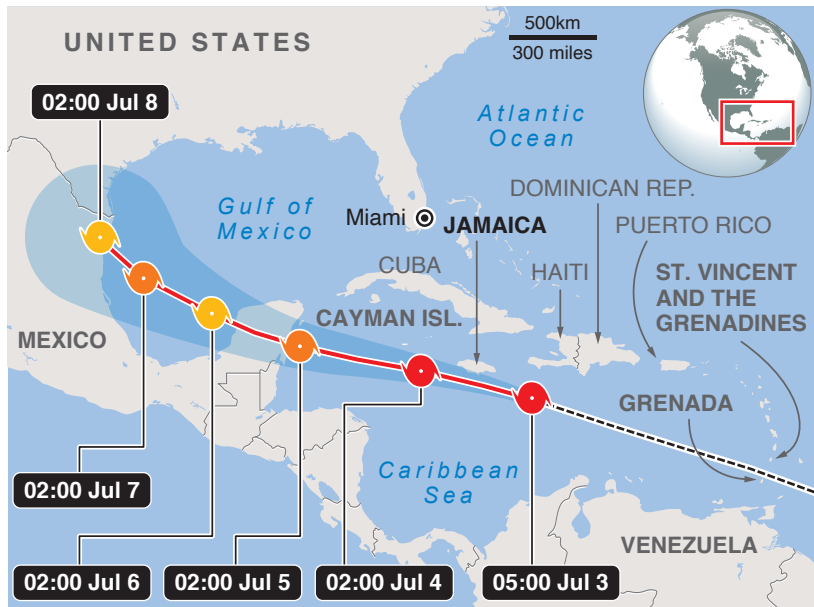 UNITED STATES
500km
300 miles
02:00 Jul 8
Atlantic
Ocean
DOMINICAN REP.
Gulf of
Mexico
Miami
JAMAICA
PUERTO RICO
CUBA
HAITI
ST. VINCENT
AND THE
GRENADINES
CAYMAN ISL.
MEXICO
GRENADA
Caribbean
Sea
02:00 Jul 7
VENEZUELA
02:00 Jul 6
02:00 Jul 5
02:00 Jul 4
05:00 Jul 3